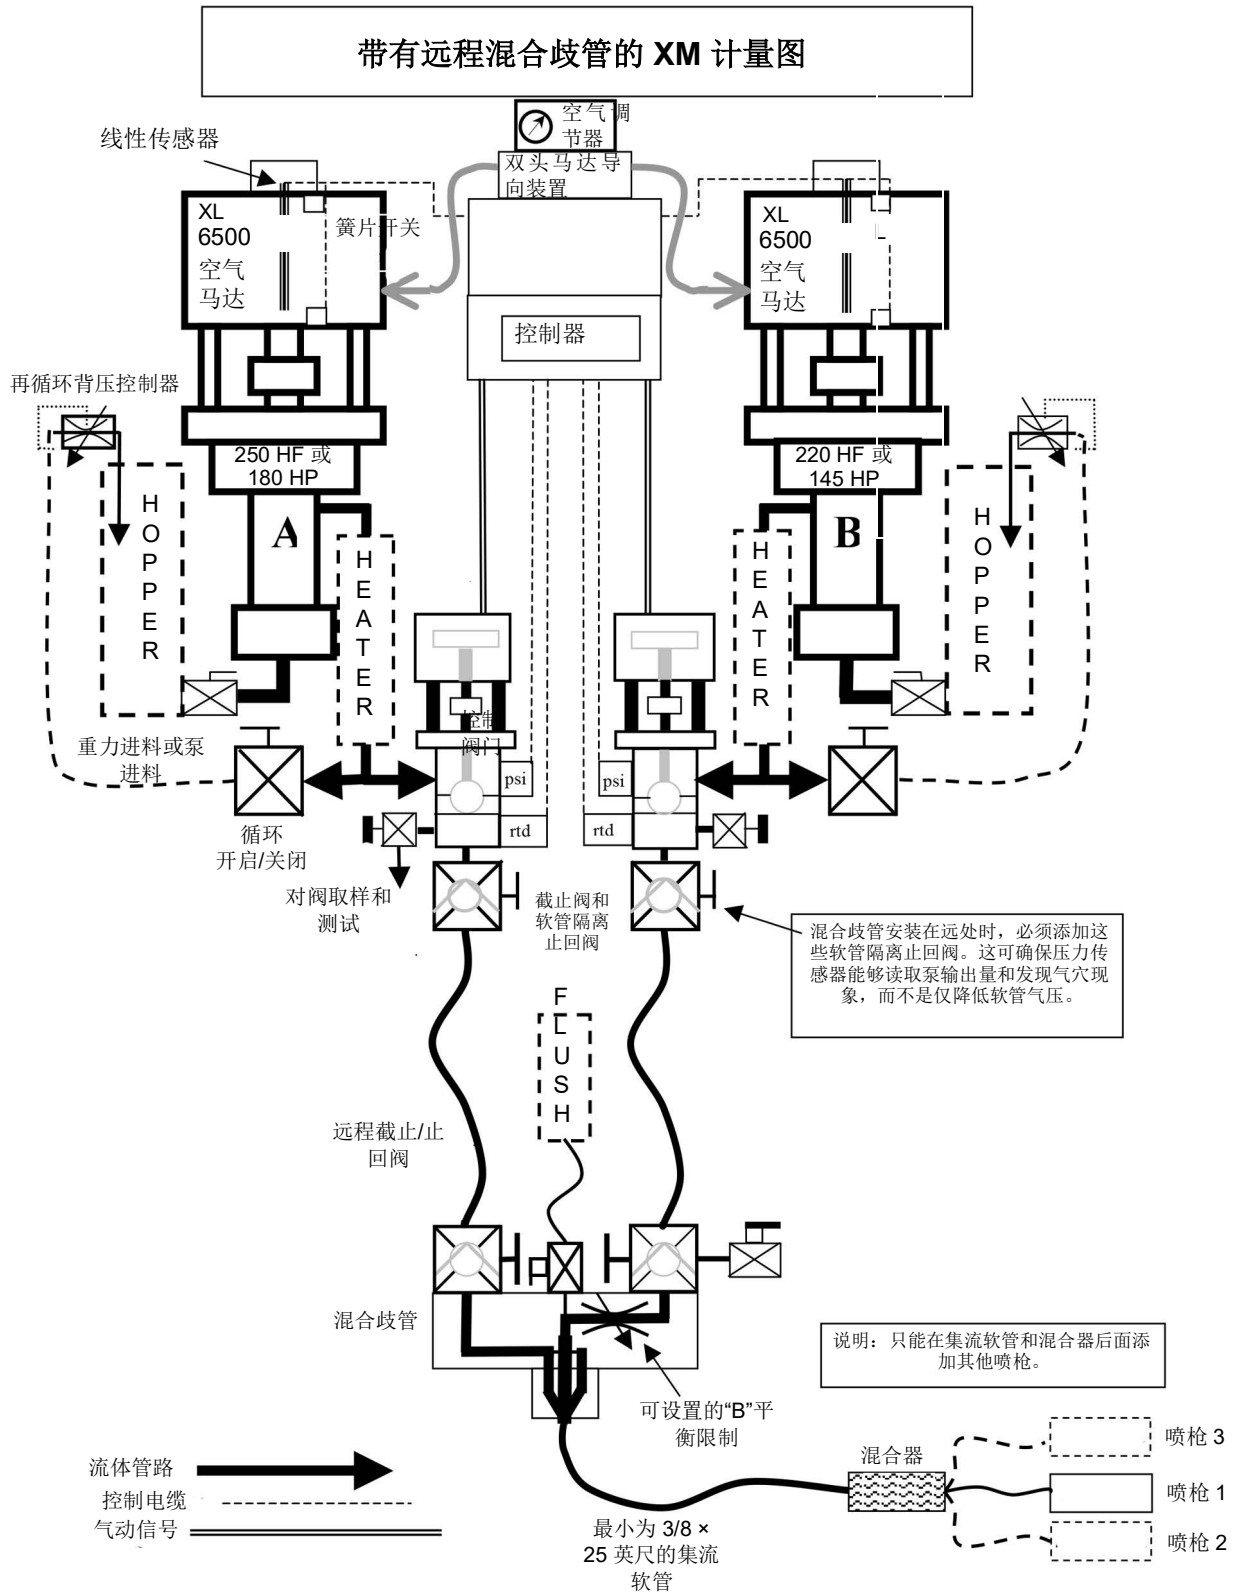 带有远程混合歧管的 XM 计量图
空气调
节器
线性传感器
双头马达导
向装置
XL
6500
空气
马达
簧片开关
XL
6500
空气
马达
控制器
再循环背压控制器
250 HF 或
180 HP
220 HF 或
145 HP
HOPPER
A
HEATER
HEATER
B
HOPPER
控制
阀门
重力进料或泵
进料
psi
psi
rtd
rtd
循环
开启/关闭
对阀取样和
测试
截止阀和
软管隔离
止回阀
混合歧管安装在远处时，必须添加这
些软管隔离止回阀。这可确保压力传
感器能够读取泵输出量和发现气穴现
象，而不是仅降低软管气压。
FLUSH
远程截止/止
回阀
混合歧管
说明：只能在集流软管和混合器后面添
加其他喷枪。
可设置的“B”平
衡限制
流体管路
控制电缆
气动信号
混合器
喷枪 3
喷枪 1
喷枪 2
最小为 3/8 ×
25 英尺的集流
软管